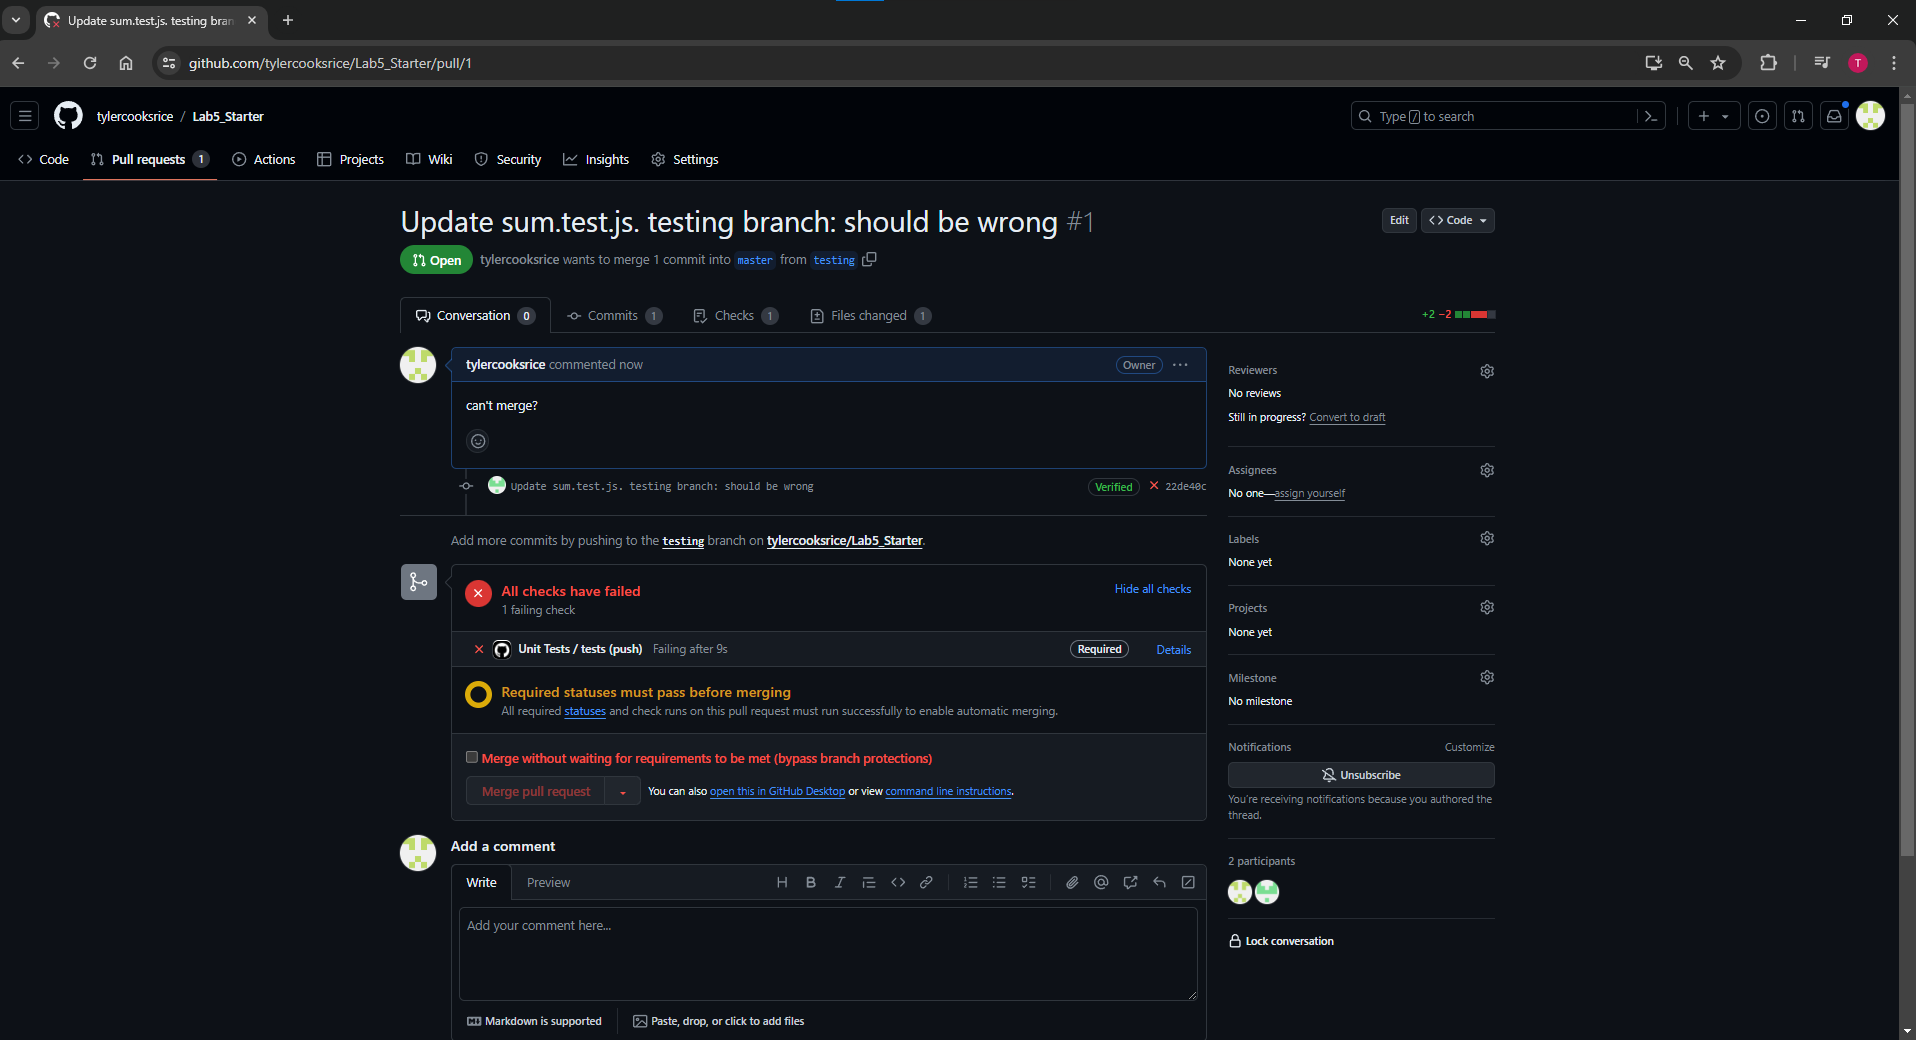 Update sum.test.js. testing bran
github.com/tylercooksrice/Lab5_Starter/pull/1
T
tylercooksrice / Lab5_Starter
Type / to search
Code
Pull requests 1
Actions
Projects
Wiki
Security
Insights
Settings
Update sum.test.js. testing branch: should be wrong #1
Edit
<> Code
Open
tylercooksrice wants to merge 1 commit into master from testing
Conversation 0
Commits 1
Checks 1
Files changed 1
+2 −2
tylercooksrice commented now
Owner
can't merge?
Update sum.test.js. testing branch: should be wrong
Verified
22de40c
Add more commits by pushing to the testing branch on tylercooksrice/Lab5_Starter.
All checks have failed
1 failing check
Hide all checks
Unit Tests / tests (push) Failing after 9s
Required
Details
Required statuses must pass before merging
All required statuses and check runs on this pull request must run successfully to enable automatic merging.
Merge without waiting for requirements to be met (bypass branch protections)
Merge pull request
You can also open this in GitHub Desktop or view command line instructions.
Add a comment
Write
Preview
H B I
Add your comment here...
Markdown is supported
Paste, drop, or click to add files
Reviewers
No reviews
Still in progress? Convert to draft
Assignees
No one—assign yourself
Labels
None yet
Projects
None yet
Milestone
No milestone
Notifications
Customize
Unsubscribe
You're receiving notifications because you authored the
thread.
2 participants
Lock conversation